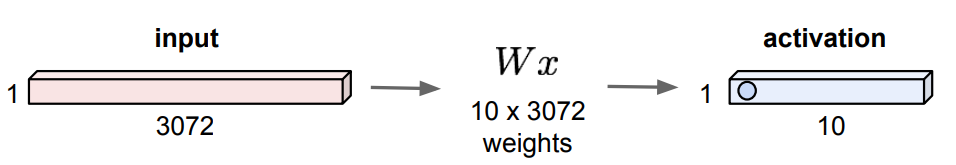 input
1
3072
Wx
10 x 3072
weights
activation
1
10